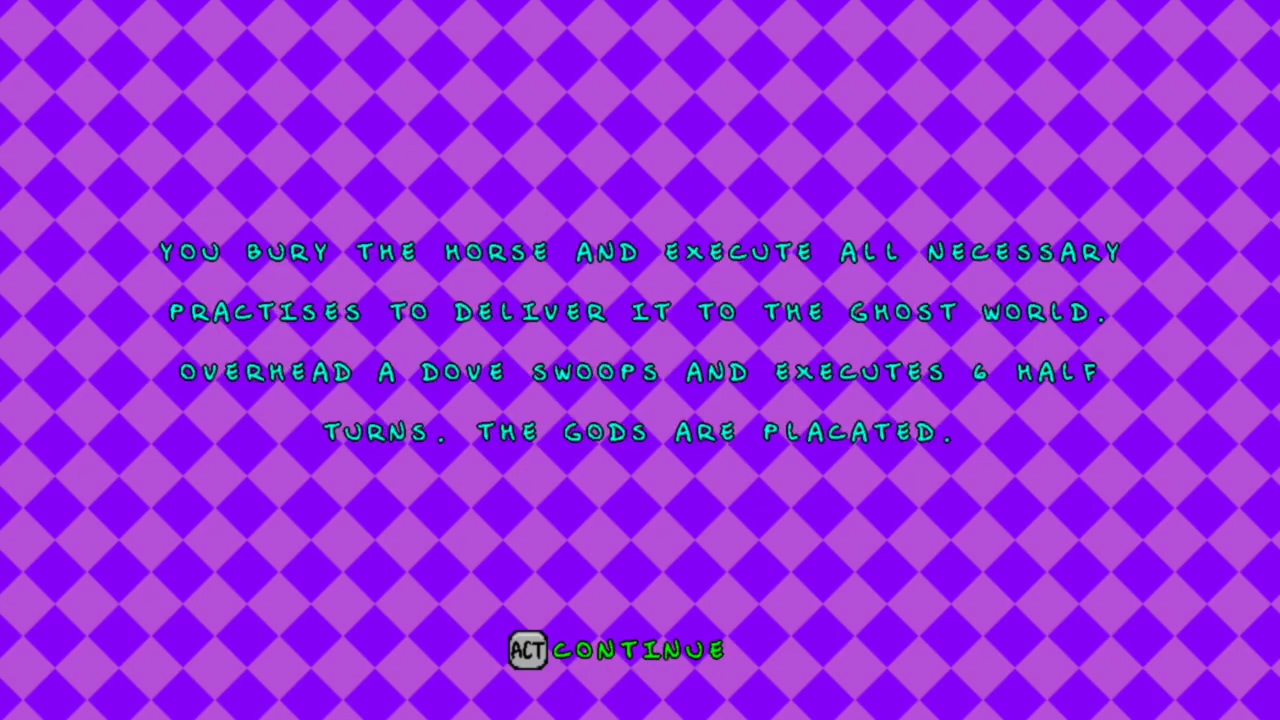 YOU BURY THE HORSE AND EXECUTE ALL NECESSARY
PRACTISES TO DELIVER IT TO THE GHOST WORLD.
OVERHEAD A DOVE SWOOPS AND EXECUTES 6 HALF
TURNS. THE GODS ARE PLACATED.
ACT CONTINUE